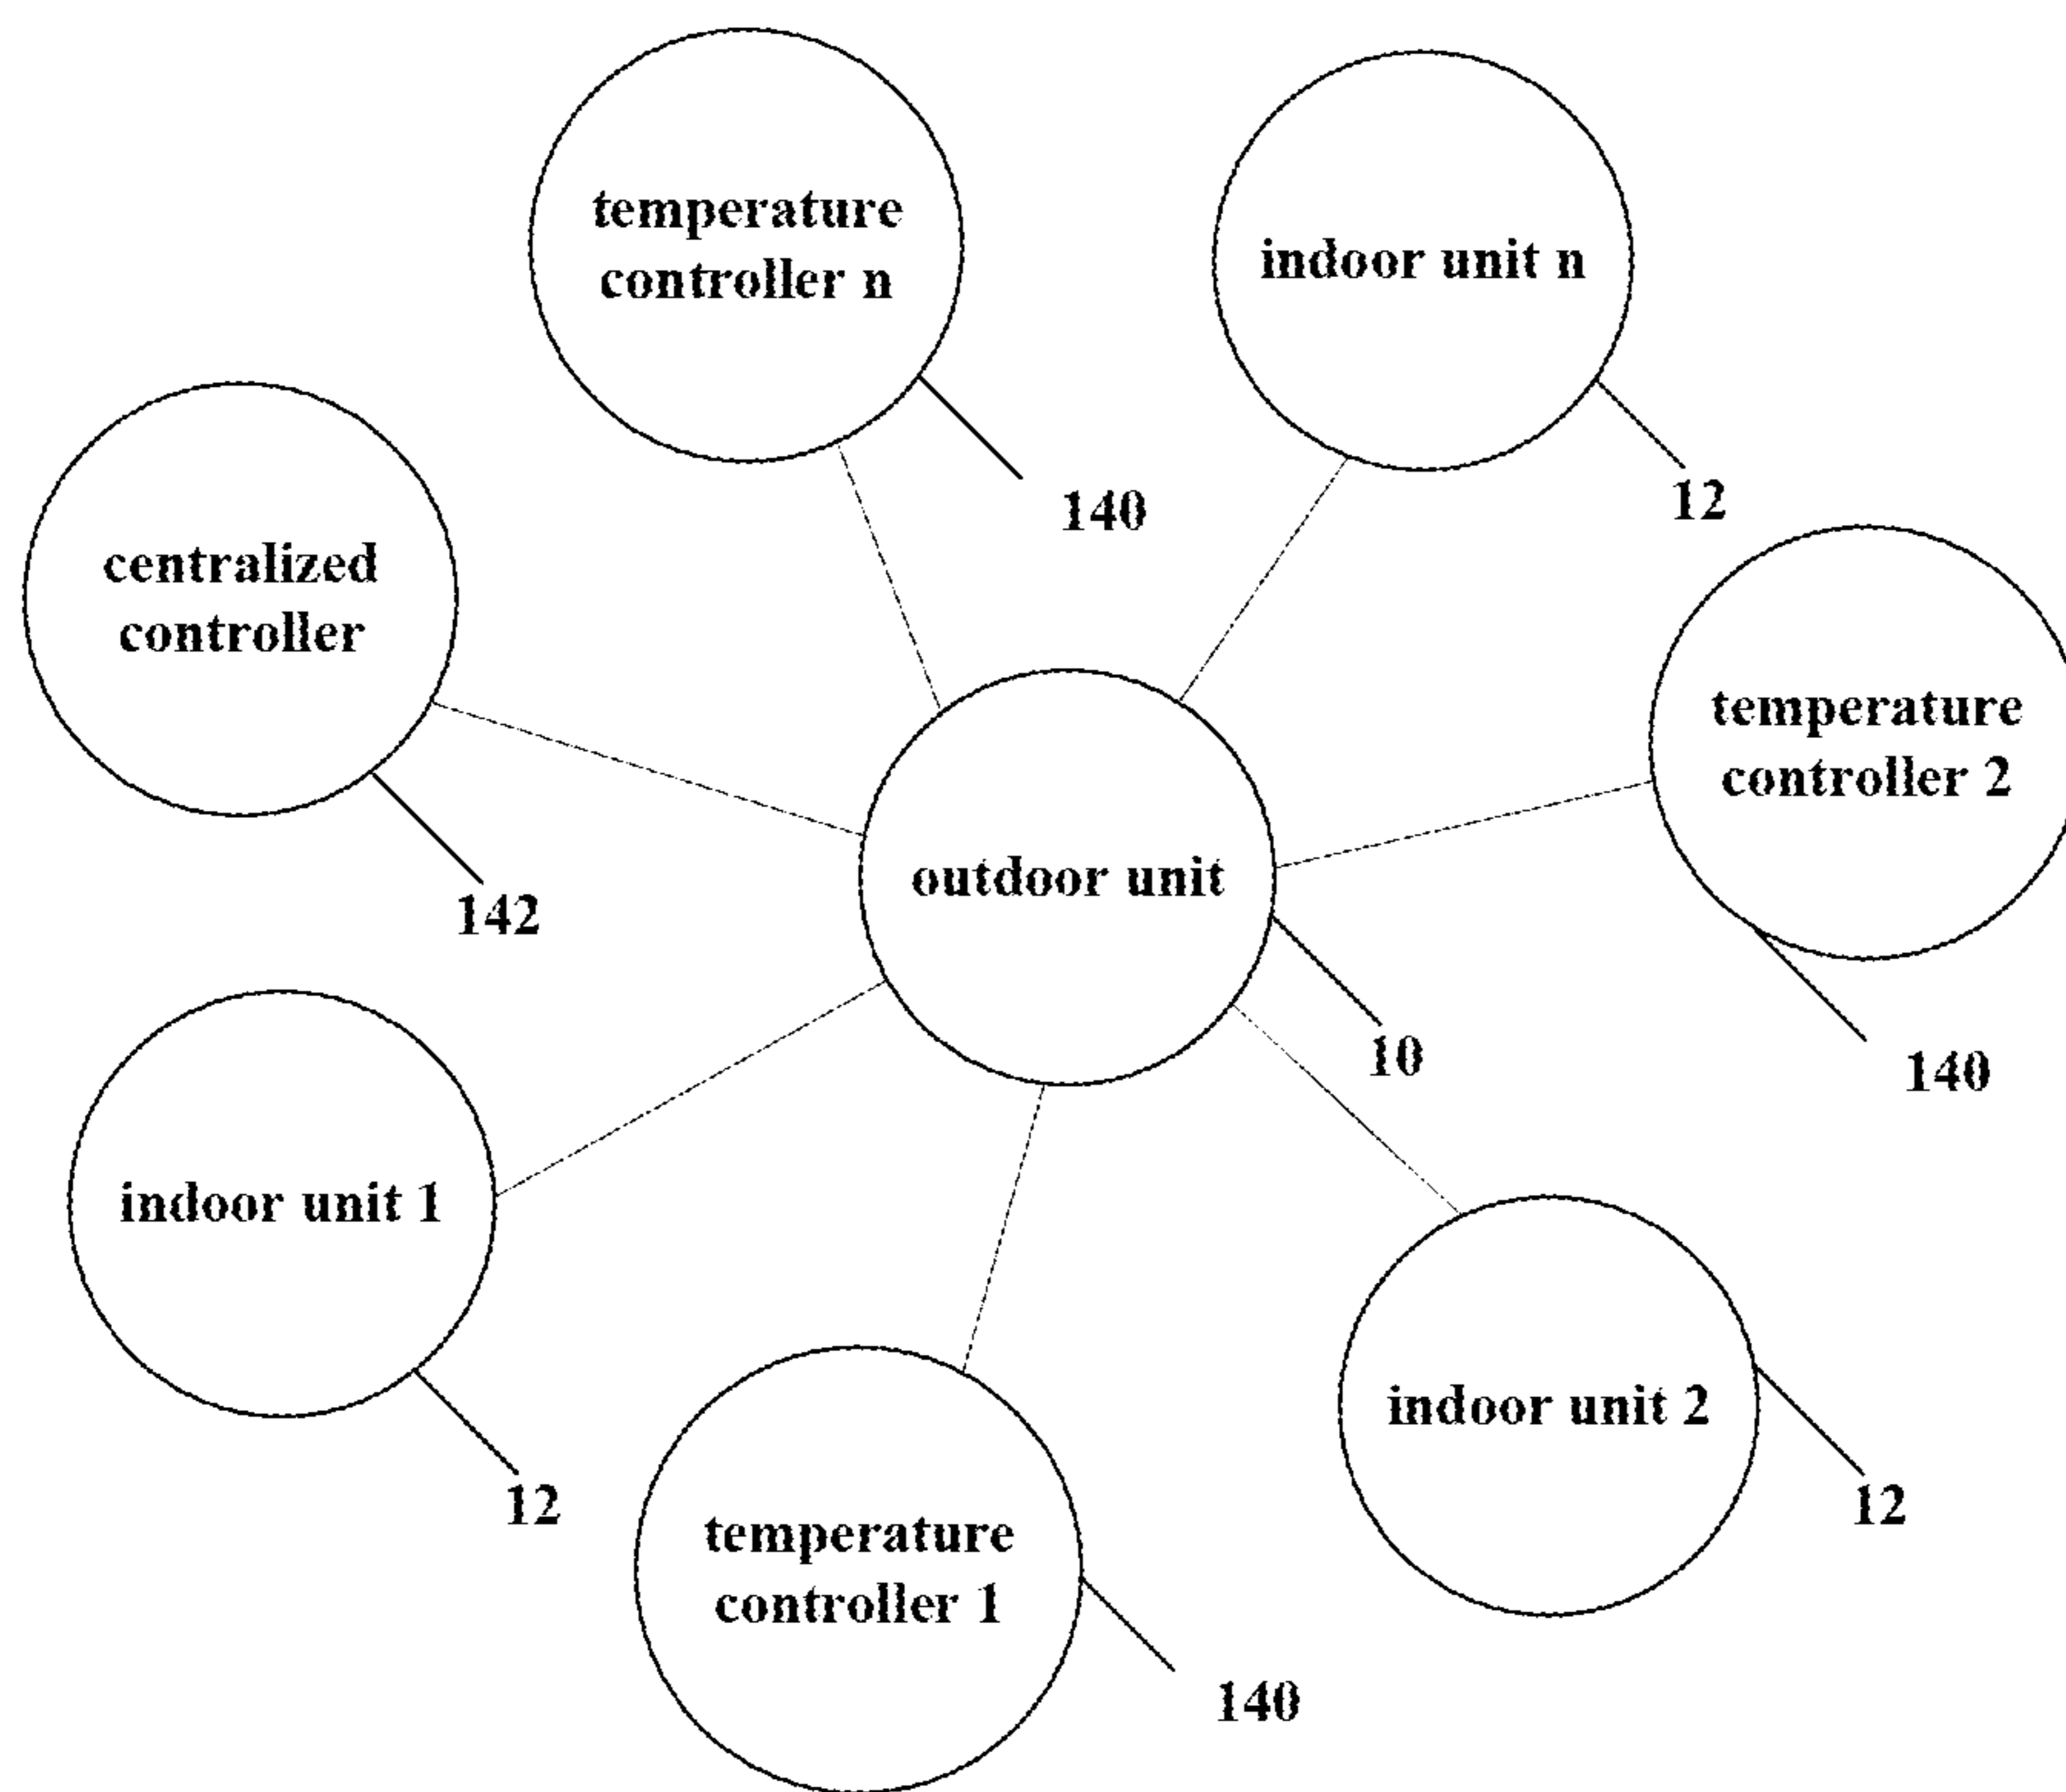 temperature
controller n
indoor unit n
140
12
centralized
controller
temperature
controller 2
outdoor unit
142
10
140
indoor unit 1
indoor unit 2
12
12
temperature
controller 1
140